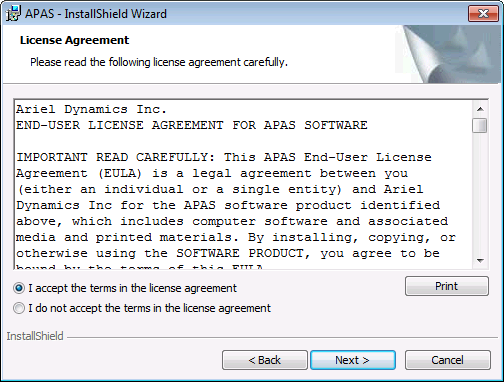 APAS - InstallShield Wizard
License Agreement
Please read the following license agreement carefully.
Ariel Dynamics Inc.
END-USER LICENSE AGREEMENT FOR APAS SOFTWARE
IMPORTANT READ CAREFULLY: This APAS End-User License
Agreement (EULA) is a legal agreement between you
(either an individual or a single entity) and Ariel
Dynamics Inc for the APAS software product identified
above, which includes computer software and associated
media and printed materials. By installing, copying, or
otherwise using the SOFTWARE PRODUCT, you agree to be
bound by the terms of this EULA
I accept the terms in the license agreement
Print
I do not accept the terms in the license agreement
InstallShield
< Back
Next >
Cancel